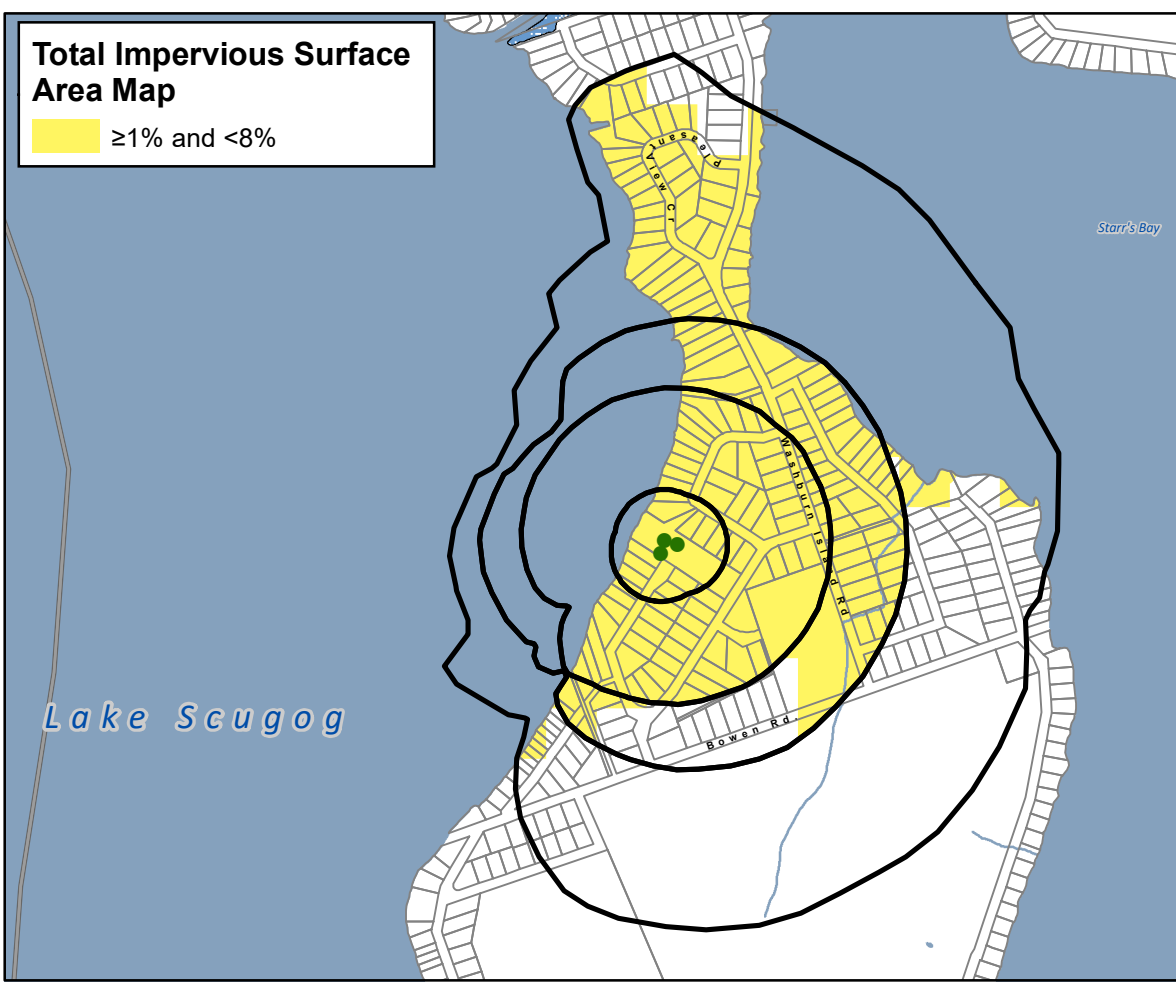 Total Impervious Surface
Area Map
≥1% and <8%
Pleasant View Cr
Starr's Bay
Washburn Island Rd
Lake Scugog
Bowen Rd.